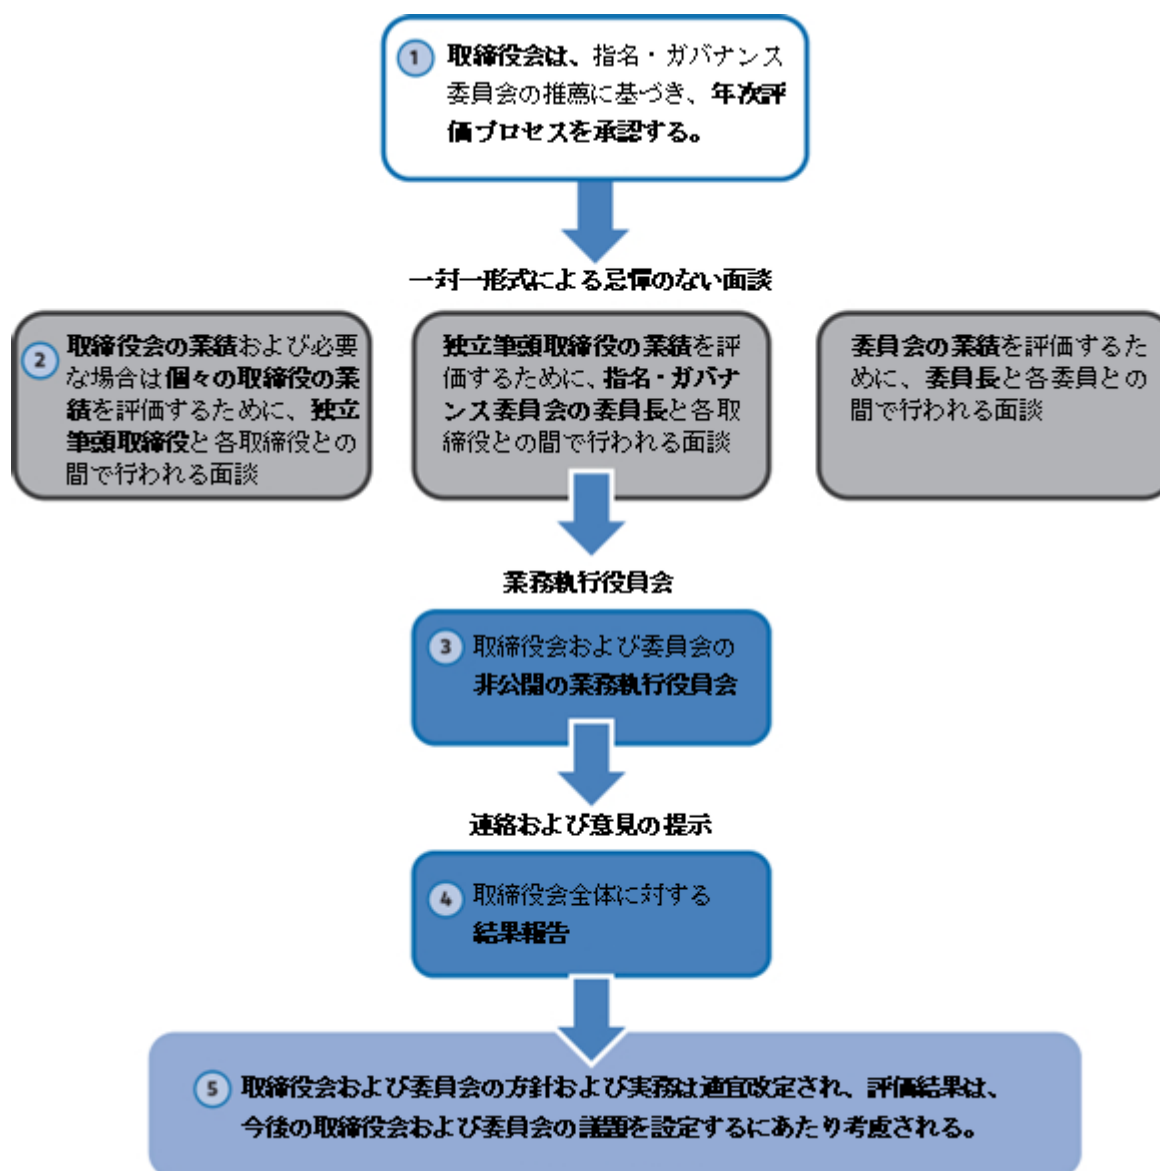 1 取締役会は、指名・ガバナンス
委員会の推薦に基づき、年次評
価プロセスを承認する。
一対一形式による忌憚のない面談
2 取締役会の業績および必要
な場合は個々の取締役の業
績を評価するために、独立
筆頭取締役と各取締役との
間で行われる面談
独立筆頭取締役の業績を評
価するために、指名・ガバナ
ンス委員会の委員長と各取
締役との間で行われる面談
委員会の業績を評価するた
めに、委員長と各委員との
間で行われる面談
業務執行役員会
3 取締役会および委員会の
非公開の業務執行役員会
連絡および意見の提示
4 取締役会全体に対する
結果報告
5 取締役会および委員会の方針および実務は適宜改定され、評価結果は、
今後の取締役会および委員会の議題を設定するにあたり考慮される。